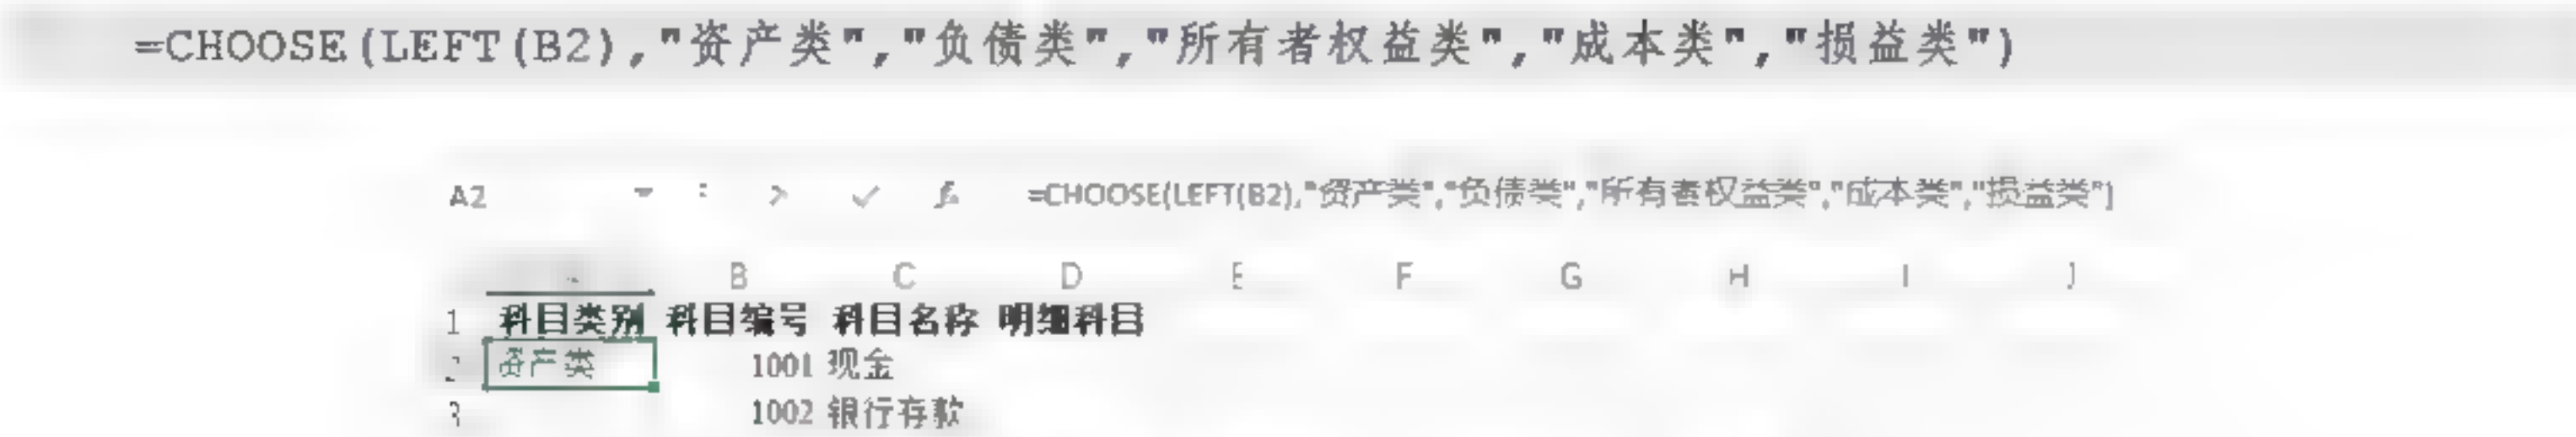 =CHOOSE(LEFT(B2),"资产类","负债类","所有者权益类","成本类","损益类")
A2 =CHOOSE(LEFT(B2),"资产类","负债类","所有者权益类","成本类","损益类")
B C D E F G H I J
1 科目类别 科目编号 科目名称 明细科目
2 资产类 1001 现金
3 1002 银行存款